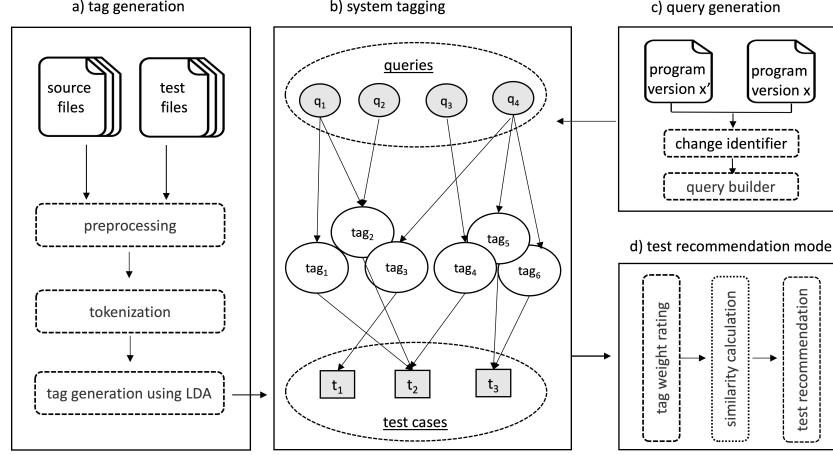 a) tag generation
source
files
test
files
preprocessing
tokenization
tag generation using LDA
b) system tagging
queries
q1 q2 q3 q4
tag1 tag2 tag3 tag4 tag5 tag6
t1 t2 t3
test cases
c) query generation
program
version x'
program
version x
change identifier
query builder
d) test recommendation model
tag weight rating
similarity calculation
test recommendation